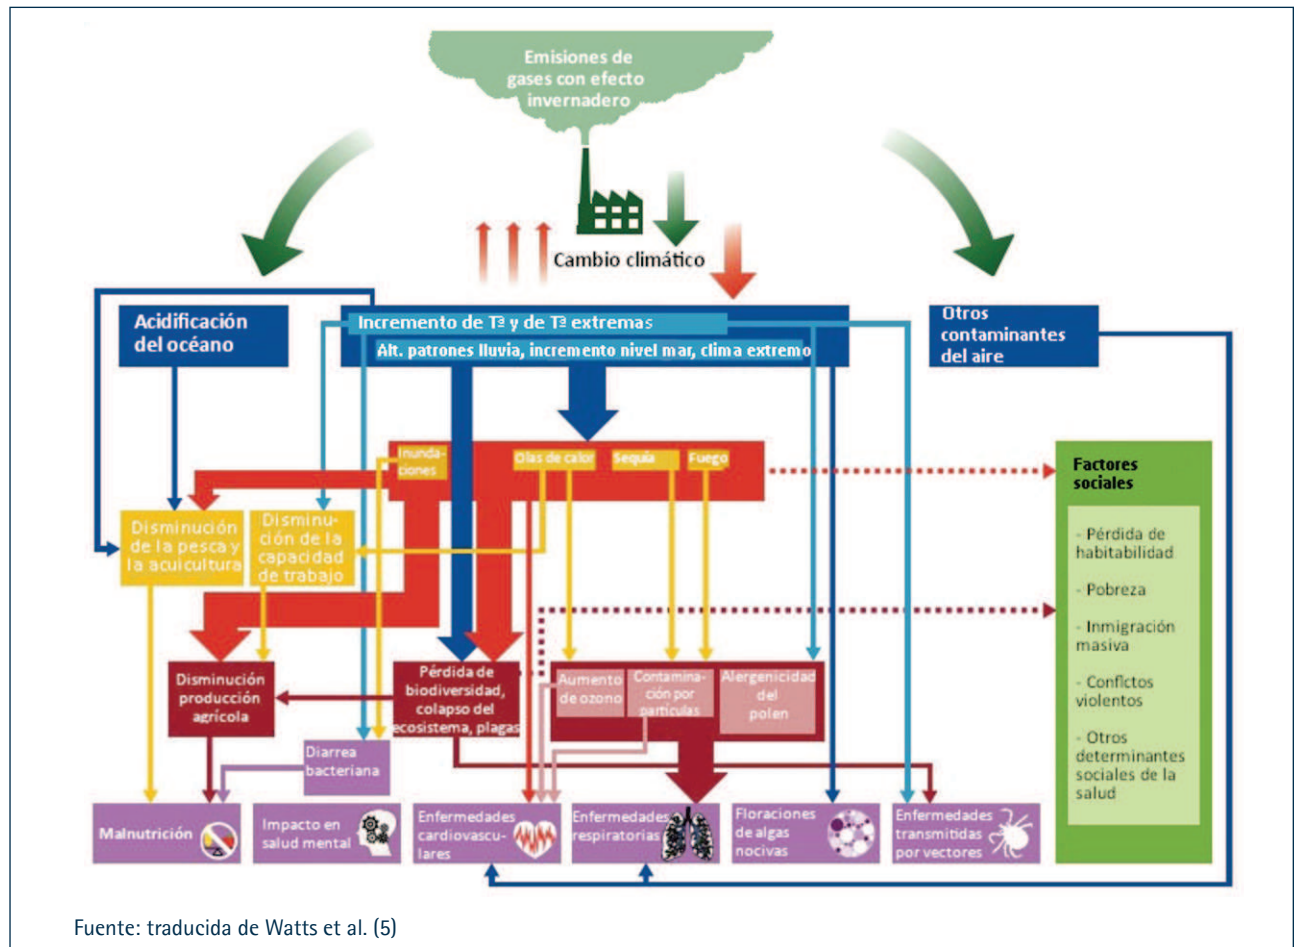 Emisiones de
gases con efecto
invernadero
Cambio climático
Acidificación
del océano
Incremento de Tª y de Tª extremas
Alt. patrones lluvia, incremento nivel mar, clima extremo
Otros
contaminantes
del aire
Inunda-
ciones
Olas de calor
Sequía
Fuego
Factores
sociales
- Pérdida de
habitabilidad
- Pobreza
- Inmigración
masiva
- Conflctos
violentos
- Otros
determinantes
sociales de la
salud
Disminución
de la pesca y
la acuicultura
Disminu-
ción de la
capacidad
de trabajo
Disminución
producción
agrícola
Pérdida de
biodiversidad,
colapso del
ecosistema, plagas
Aumento
de ozono
Contamina-
ción por
partículas
Alergenicidad
del
polen
Diarrea
bacteriana
Malnutrición
Impacto en
salud mental
Enfermedades
cardiovascu-
lares
Enfermedades
respiratorias
Floraciones
de algas
nocivas
Enfermedades
transmitidas
por vectores
Fuente: traducida de Watts et al. (5)